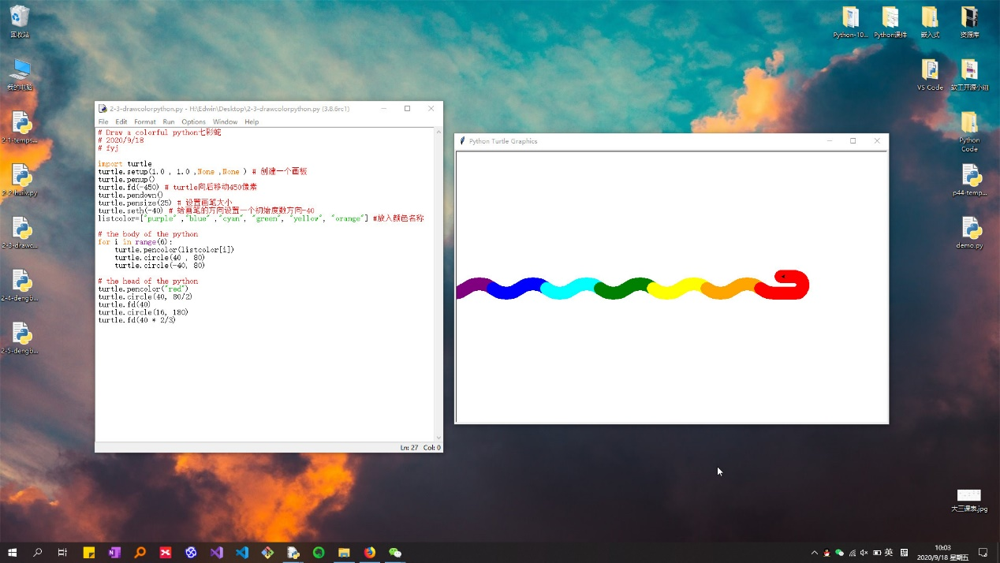 回收站
我的电脑
2-1-temps...
2-2-huilv.py
2-3-drawc...
2-4-dengb...
2-5-dengb...
Python-10...
Python课件
嵌入式
资源库
VS Code
软工开源小组
Python
Code
p44-temp...
demo.py
大三课表.jpg
2-3-drawcolorpython.py - H:\Edwin\Desktop\2-3-drawcolorpython.py (3.8.6rc1)
File Edit Format Run Options Window Help
# Draw a colorful python七彩蛇
# 2020/9/18
# fyj
import turtle
turtle.setup(1.0 , 1.0 ,None ,None ) # 创建一个画板
turtle.penup()
turtle.fd(-450) # turtle向后移动450像素
turtle.pendown()
turtle.pensize(25) # 设置画笔大小
turtle.seth(-40) # 给画笔的方向设置一个初始度数方向-40
listcolor=["purple" ,"blue" ,"cyan", "green", "yellow", "orange"] #放入颜色名称
# the body of the python
for i in range(6):
turtle.pencolor(listcolor[i])
turtle.circle(40 , 80)
turtle.circle(-40, 80)
# the head of the python
turtle.pencolor("red")
turtle.circle(40, 80/2)
turtle.fd(40)
turtle.circle(16, 180)
turtle.fd(40 * 2/3)
Ln: 27 Col: 0
Python Turtle Graphics
英
10:03
2020/9/18 星期五